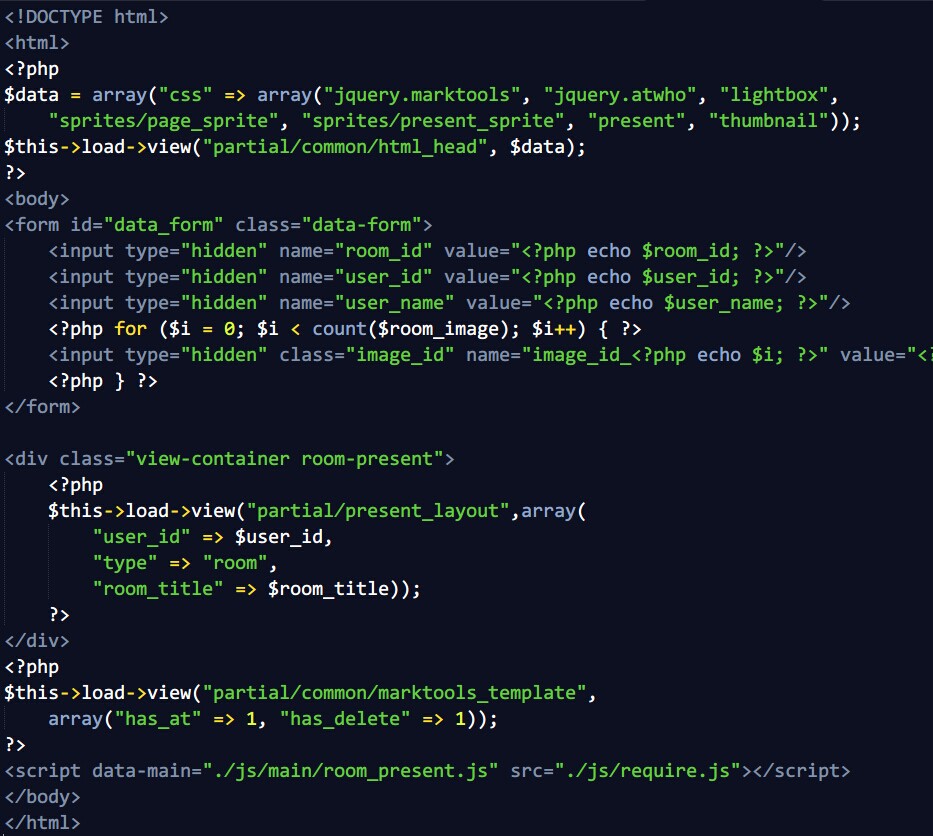 <!DOCTYPE html>
<html>
<?php
$data = array("css" => array("jquery.marktools", "jquery.atwho", "lightbox",
    "sprites/page_sprite", "sprites/present_sprite", "present", "thumbnail"));
$this->load->view("partial/common/html_head", $data);
?>
<body>
<form id="data_form" class="data-form">
    <input type="hidden" name="room_id" value="<?php echo $room_id; ?>"/>
    <input type="hidden" name="user_id" value="<?php echo $user_id; ?>"/>
    <input type="hidden" name="user_name" value="<?php echo $user_name; ?>"/>
    <?php for ($i = 0; $i < count($room_image); $i++) { ?>
    <input type="hidden" class="image_id" name="image_id_<?php echo $i; ?>" value="<?
    <?php } ?>
</form>

<div class="view-container room-present">
    <?php
    $this->load->view("partial/present_layout",array(
        "user_id" => $user_id,
        "type" => "room",
        "room_title" => $room_title));
    ?>
</div>
<?php
$this->load->view("partial/common/marktools_template",
    array("has_at" => 1, "has_delete" => 1));
?>
<script data-main="./js/main/room_present.js" src="./js/require.js"></script>
</body>
</html>